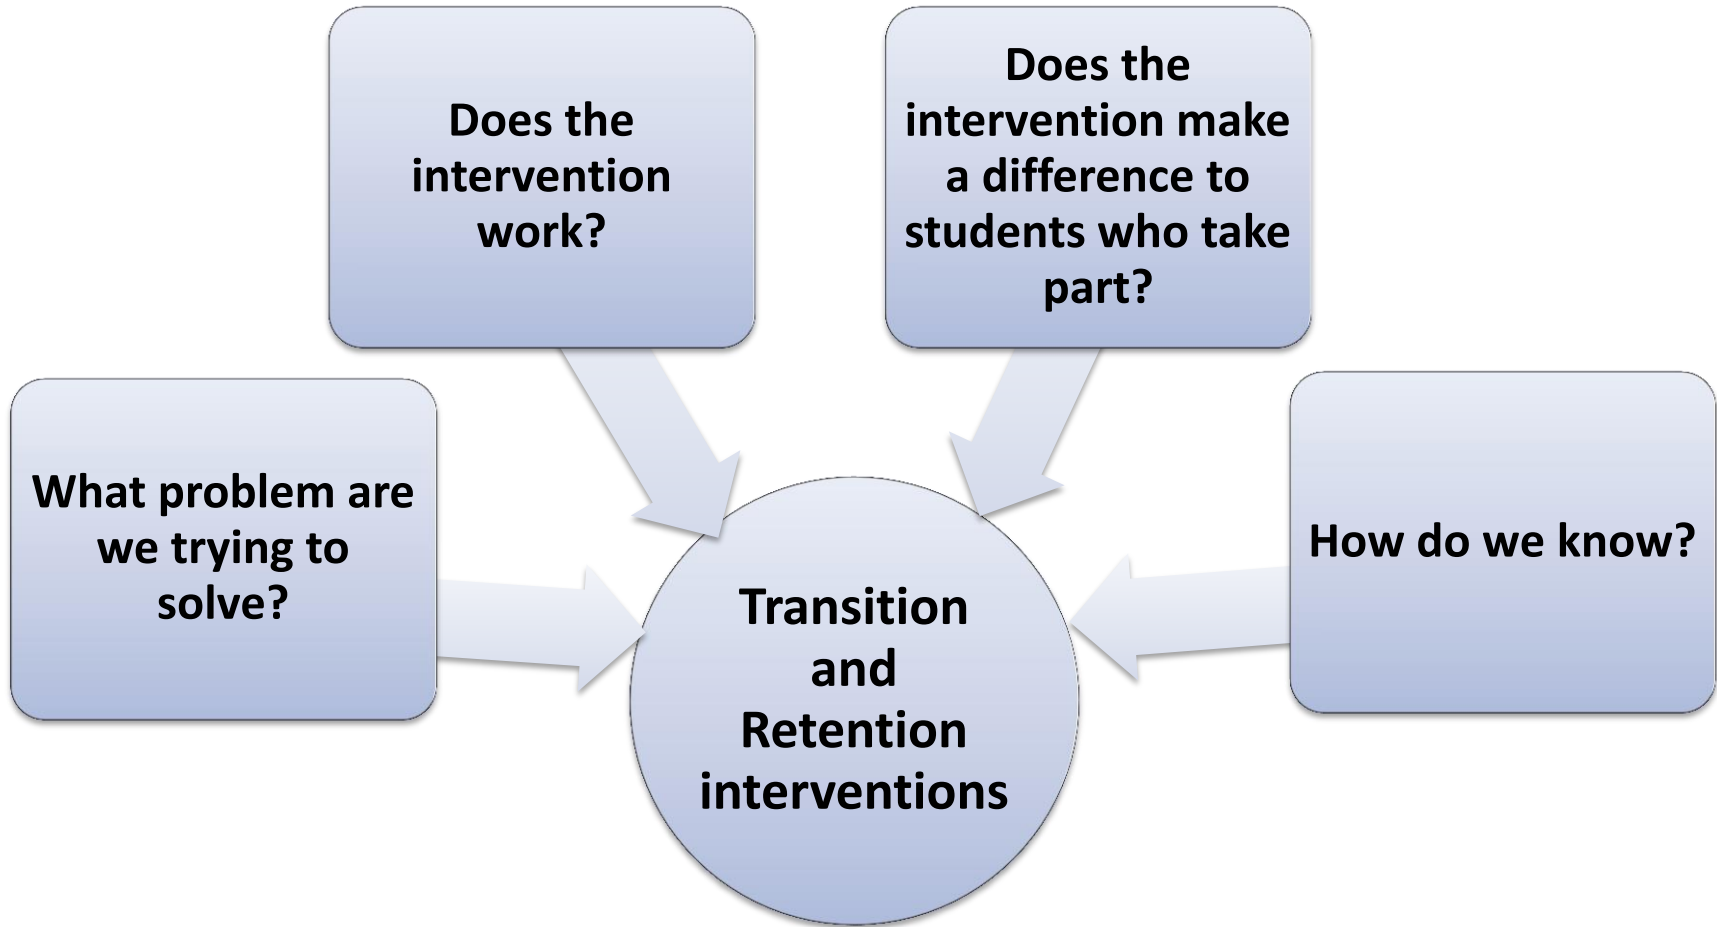 What problem are
we trying to
solve?
Does the
intervention
work?
Does the
intervention make
a difference to
students who take
part?
How do we know?
Transition
and
Retention
interventions